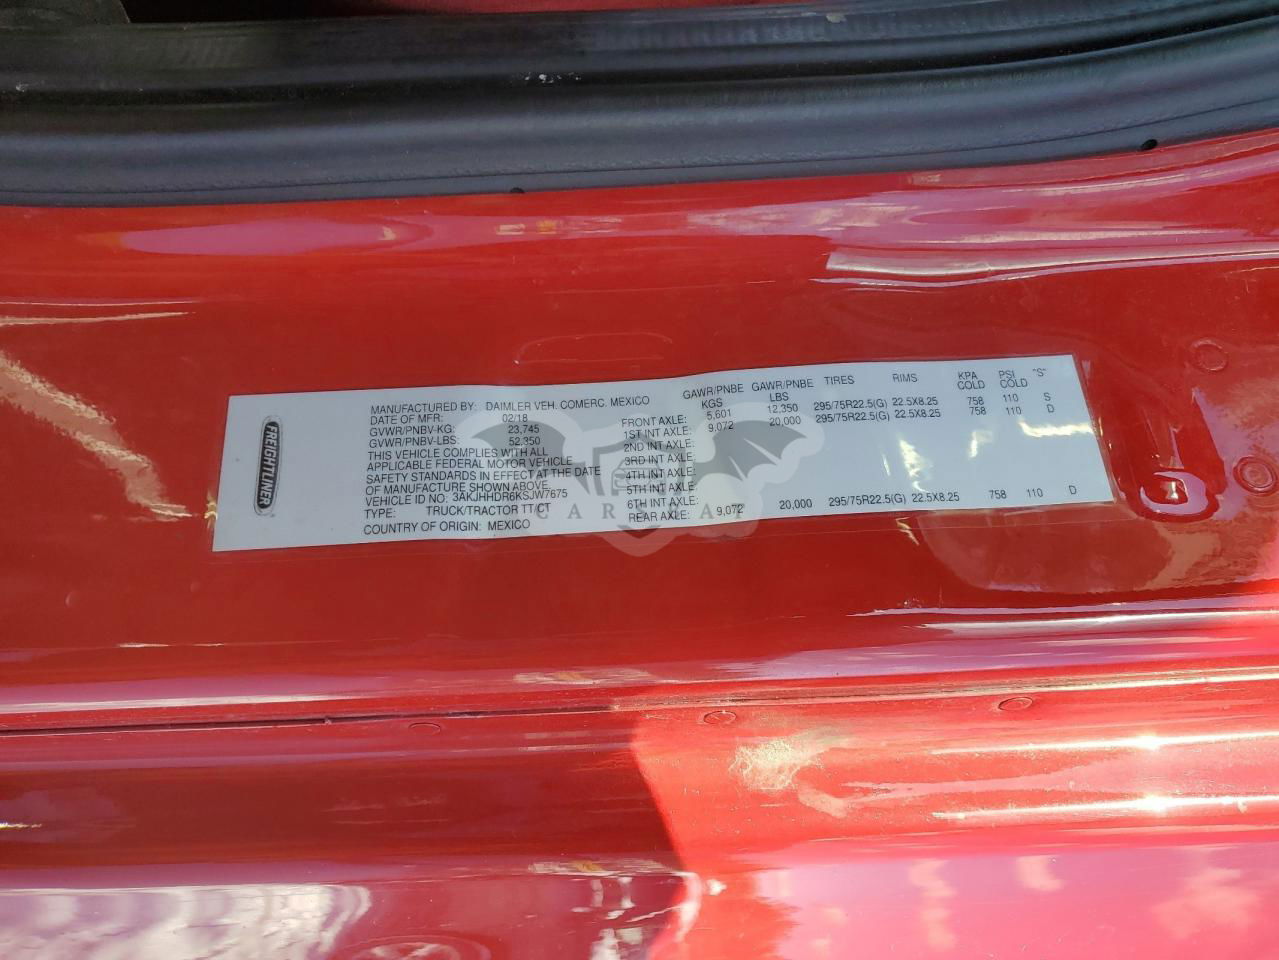 FREIGHTLINER
MANUFACTURED BY: DAIMLER VEH. COMERC. MEXICO
DATE OF MFR: 02/18
GVWR/PNBV-KG: 23,745
GVWR/PNBV-LBS: 52,350
THIS VEHICLE COMPLIES WITH ALL
APPLICABLE FEDERAL MOTOR VEHICLE
SAFETY STANDARDS IN EFFECT AT THE DATE
OF MANUFACTURE SHOWN ABOVE.
VEHICLE ID NO: 3AKJHHDR6KSJW7675
TYPE: TRUCK/TRACTOR TT/CT
COUNTRY OF ORIGIN: MEXICO
GAWR/PNBE GAWR/PNBE TIRES RIMS KPA PSI "S"
KGS LBS COLD COLD
FRONT AXLE: 5,601 12,350 295/75R22.5(G) 22.5X8.25 758 110 S
1ST INT AXLE: 9,072 20,000 295/75R22.5(G) 22.5X8.25 758 110 D
2ND INT AXLE:
3RD INT AXLE:
4TH INT AXLE:
5TH INT AXLE:
6TH INT AXLE:
REAR AXLE: 9,072 20,000 295/75R22.5(G) 22.5X8.25 758 110 D